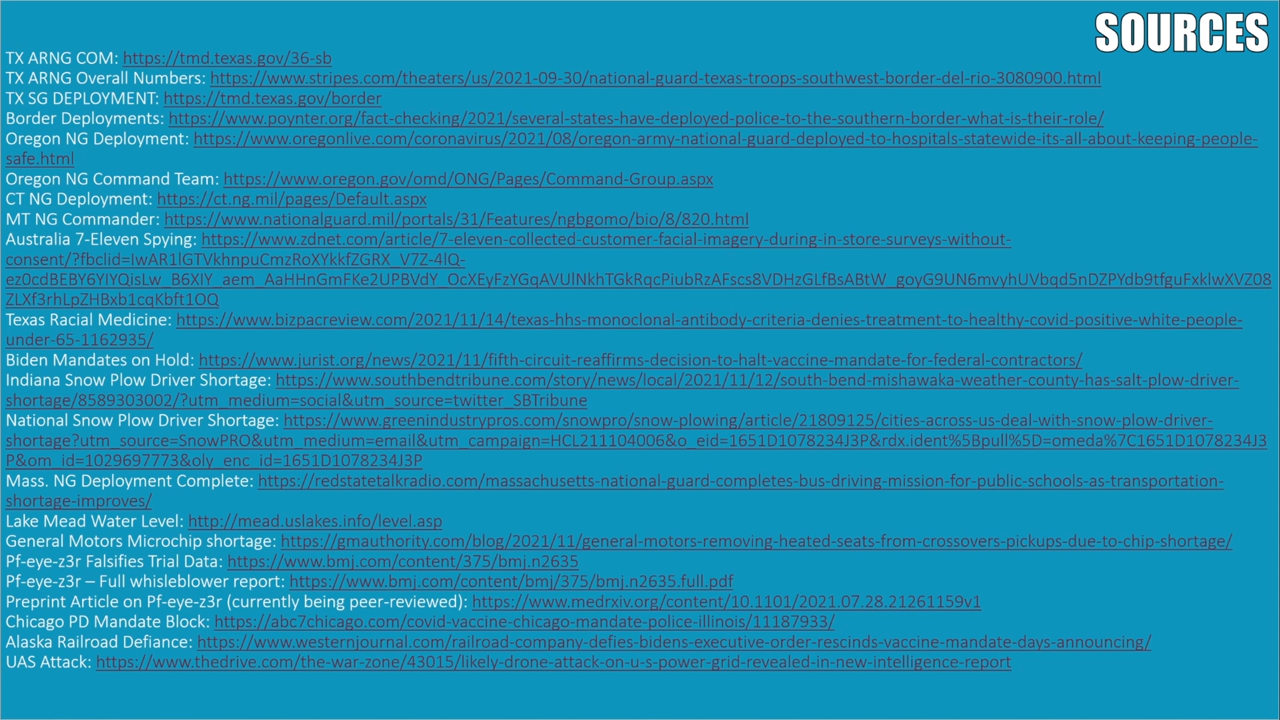 SOURCES
TX ARNG COM: https://tmd.texas.gov/36-sb
TX ARNG Overall Numbers: https://www.stripes.com/theaters/us/2021-09-30/national-guard-texas-troops-southwest-border-del-rio-3080900.html
TX SG DEPLOYMENT: https://tmd.texas.gov/border
Border Deployments: https://www.poynter.org/fact-checking/2021/several-states-have-deployed-police-to-the-southern-border-what-is-their-role/
Oregon NG Deployment: https://www.oregonlive.com/coronavirus/2021/08/oregon-army-national-guard-deployed-to-hospitals-statewide-its-all-about-keeping-people-
safe.html
Oregon NG Command Team: https://www.oregon.gov/omd/ONG/Pages/Command-Group.aspx
CT NG Deployment: https://ct.ng.mil/pages/Default.aspx
MT NG Commander: https://www.nationalguard.mil/portals/31/Features/ngbgomo/bio/8/820.html
Australia 7-Eleven Spying: https://www.zdnet.com/article/7-eleven-collected-customer-facial-imagery-during-in-store-surveys-without-
consent/?fbclid=IwAR1lGTVkhnpuCmzRoXYkkfZGRX_V7Z-4lQ-
ez0cdBEBY6YlYQisLw_B6XIY_aem_AaHHnGmFKe2UPBVdY_OcXEyFzYGqAVUlNkhTGkRqcPiubRzAFscs8VDHzGLfBsABtW_goyG9UN6mvyhUVbqd5nDZPYdb9tfguFxklwXVZ08
ZLXf3rhLpZHBxb1cqKbft1OQ
Texas Racial Medicine: https://www.bizpacreview.com/2021/11/14/texas-hhs-monoclonal-antibody-criteria-denies-treatment-to-healthy-covid-positive-white-people-
under-65-1162935/
Biden Mandates on Hold: https://www.jurist.org/news/2021/11/fifth-circuit-reaffirms-decision-to-halt-vaccine-mandate-for-federal-contractors/
Indiana Snow Plow Driver Shortage: https://www.southbendtribune.com/story/news/local/2021/11/12/south-bend-mishawaka-weather-county-has-salt-plow-driver-
shortage/8589303002/?utm_medium=social&utm_source=twitter_SBTribune
National Snow Plow Driver Shortage: https://www.greenindustrypros.com/snowpro/snow-plowing/article/21809125/cities-across-us-deal-with-snow-plow-driver-
shortage?utm_source=SnowPRO&utm_medium=email&utm_campaign=HCL211104006&o_eid=1651D1078234J3P&rdx.ident%5Bpull%5D=omeda%7C1651D1078234J3
P&om_id=1029697773&oly_enc_id=1651D1078234J3P
Mass. NG Deployment Complete: https://redstatetalkradio.com/massachusetts-national-guard-completes-bus-driving-mission-for-public-schools-as-transportation-
shortage-improves/
Lake Mead Water Level: http://mead.uslakes.info/level.asp
General Motors Microchip shortage: https://gmauthority.com/blog/2021/11/general-motors-removing-heated-seats-from-crossovers-pickups-due-to-chip-shortage/
Pf-eye-z3r Falsifies Trial Data: https://www.bmj.com/content/375/bmj.n2635
Pf-eye-z3r – Full whisleblower report: https://www.bmj.com/content/bmj/375/bmj.n2635.full.pdf
Preprint Article on Pf-eye-z3r (currently being peer-reviewed): https://www.medrxiv.org/content/10.1101/2021.07.28.21261159v1
Chicago PD Mandate Block: https://abc7chicago.com/covid-vaccine-chicago-mandate-police-illinois/11187933/
Alaska Railroad Defiance: https://www.westernjournal.com/railroad-company-defies-bidens-executive-order-rescinds-vaccine-mandate-days-announcing/
UAS Attack: https://www.thedrive.com/the-war-zone/43015/likely-drone-attack-on-u-s-power-grid-revealed-in-new-intelligence-report